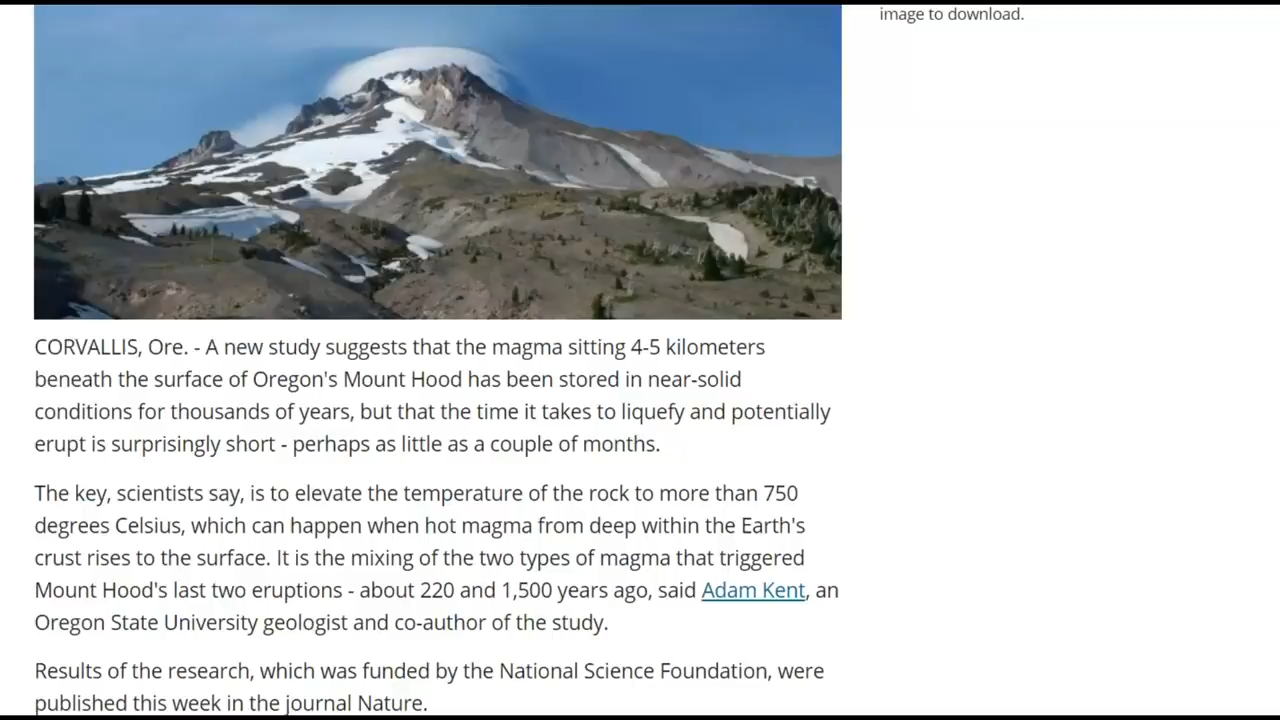 image to download.
CORVALLIS, Ore. - A new study suggests that the magma sitting 4-5 kilometers
beneath the surface of Oregon's Mount Hood has been stored in near-solid
conditions for thousands of years, but that the time it takes to liquefy and potentially
erupt is surprisingly short - perhaps as little as a couple of months.
The key, scientists say, is to elevate the temperature of the rock to more than 750
degrees Celsius, which can happen when hot magma from deep within the Earth's
crust rises to the surface. It is the mixing of the two types of magma that triggered
Mount Hood's last two eruptions - about 220 and 1,500 years ago, said Adam Kent, an
Oregon State University geologist and co-author of the study.
Results of the research, which was funded by the National Science Foundation, were
published this week in the journal Nature.